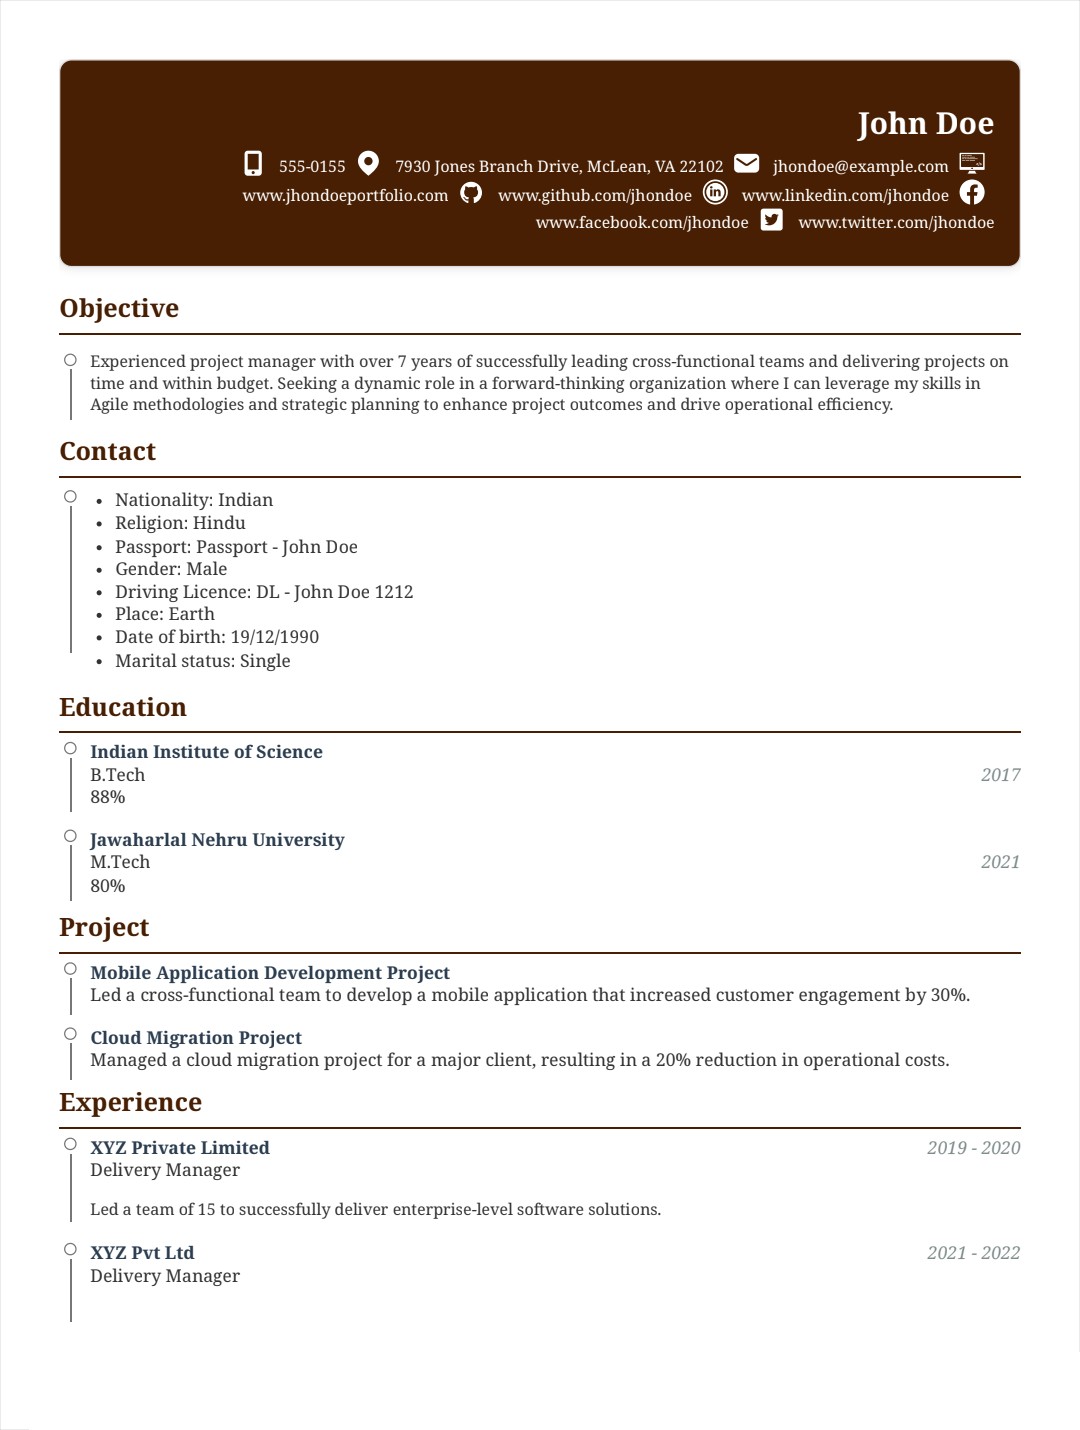 John Doe
555-0155 7930 Jones Branch Drive, McLean, VA 22102 jhondoe@example.com
www.jhondoeportfolio.com www.github.com/jhondoe www.linkedin.com/jhondoe
www.facebook.com/jhondoe www.twitter.com/jhondoe
Objective
Experienced project manager with over 7 years of successfully leading cross-functional teams and delivering projects on
time and within budget. Seeking a dynamic role in a forward-thinking organization where I can leverage my skills in
Agile methodologies and strategic planning to enhance project outcomes and drive operational efficiency.
Contact
• Nationality: Indian
• Religion: Hindu
• Passport: Passport - John Doe
• Gender: Male
• Driving Licence: DL - John Doe 1212
• Place: Earth
• Date of birth: 19/12/1990
• Marital status: Single
Education
Indian Institute of Science
B.Tech 2017
88%
Jawaharlal Nehru University
M.Tech 2021
80%
Project
Mobile Application Development Project
Led a cross-functional team to develop a mobile application that increased customer engagement by 30%.
Cloud Migration Project
Managed a cloud migration project for a major client, resulting in a 20% reduction in operational costs.
Experience
XYZ Private Limited 2019 - 2020
Delivery Manager
Led a team of 15 to successfully deliver enterprise-level software solutions.
XYZ Pvt Ltd 2021 - 2022
Delivery Manager